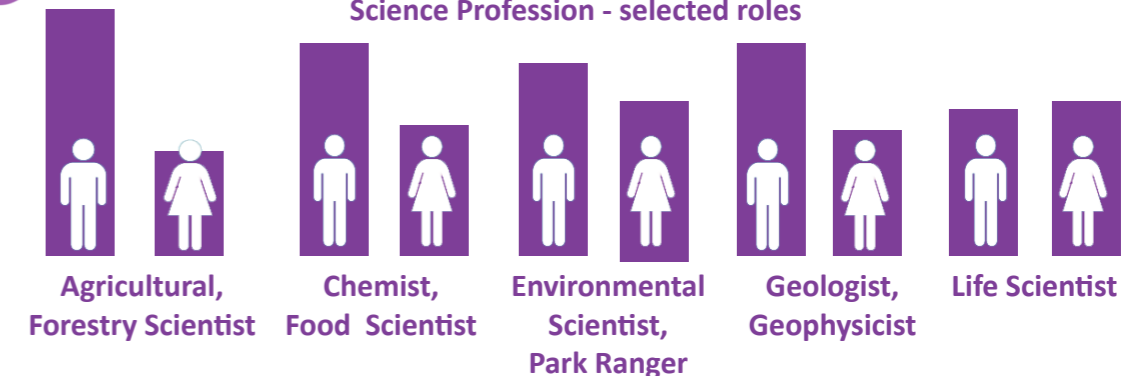 Science Profession - selected roles
Agricultural,
Forestry Scientist
Chemist,
Food Scientist
Environmental
Scientist,
Park Ranger
Geologist,
Geophysicist
Life Scientist